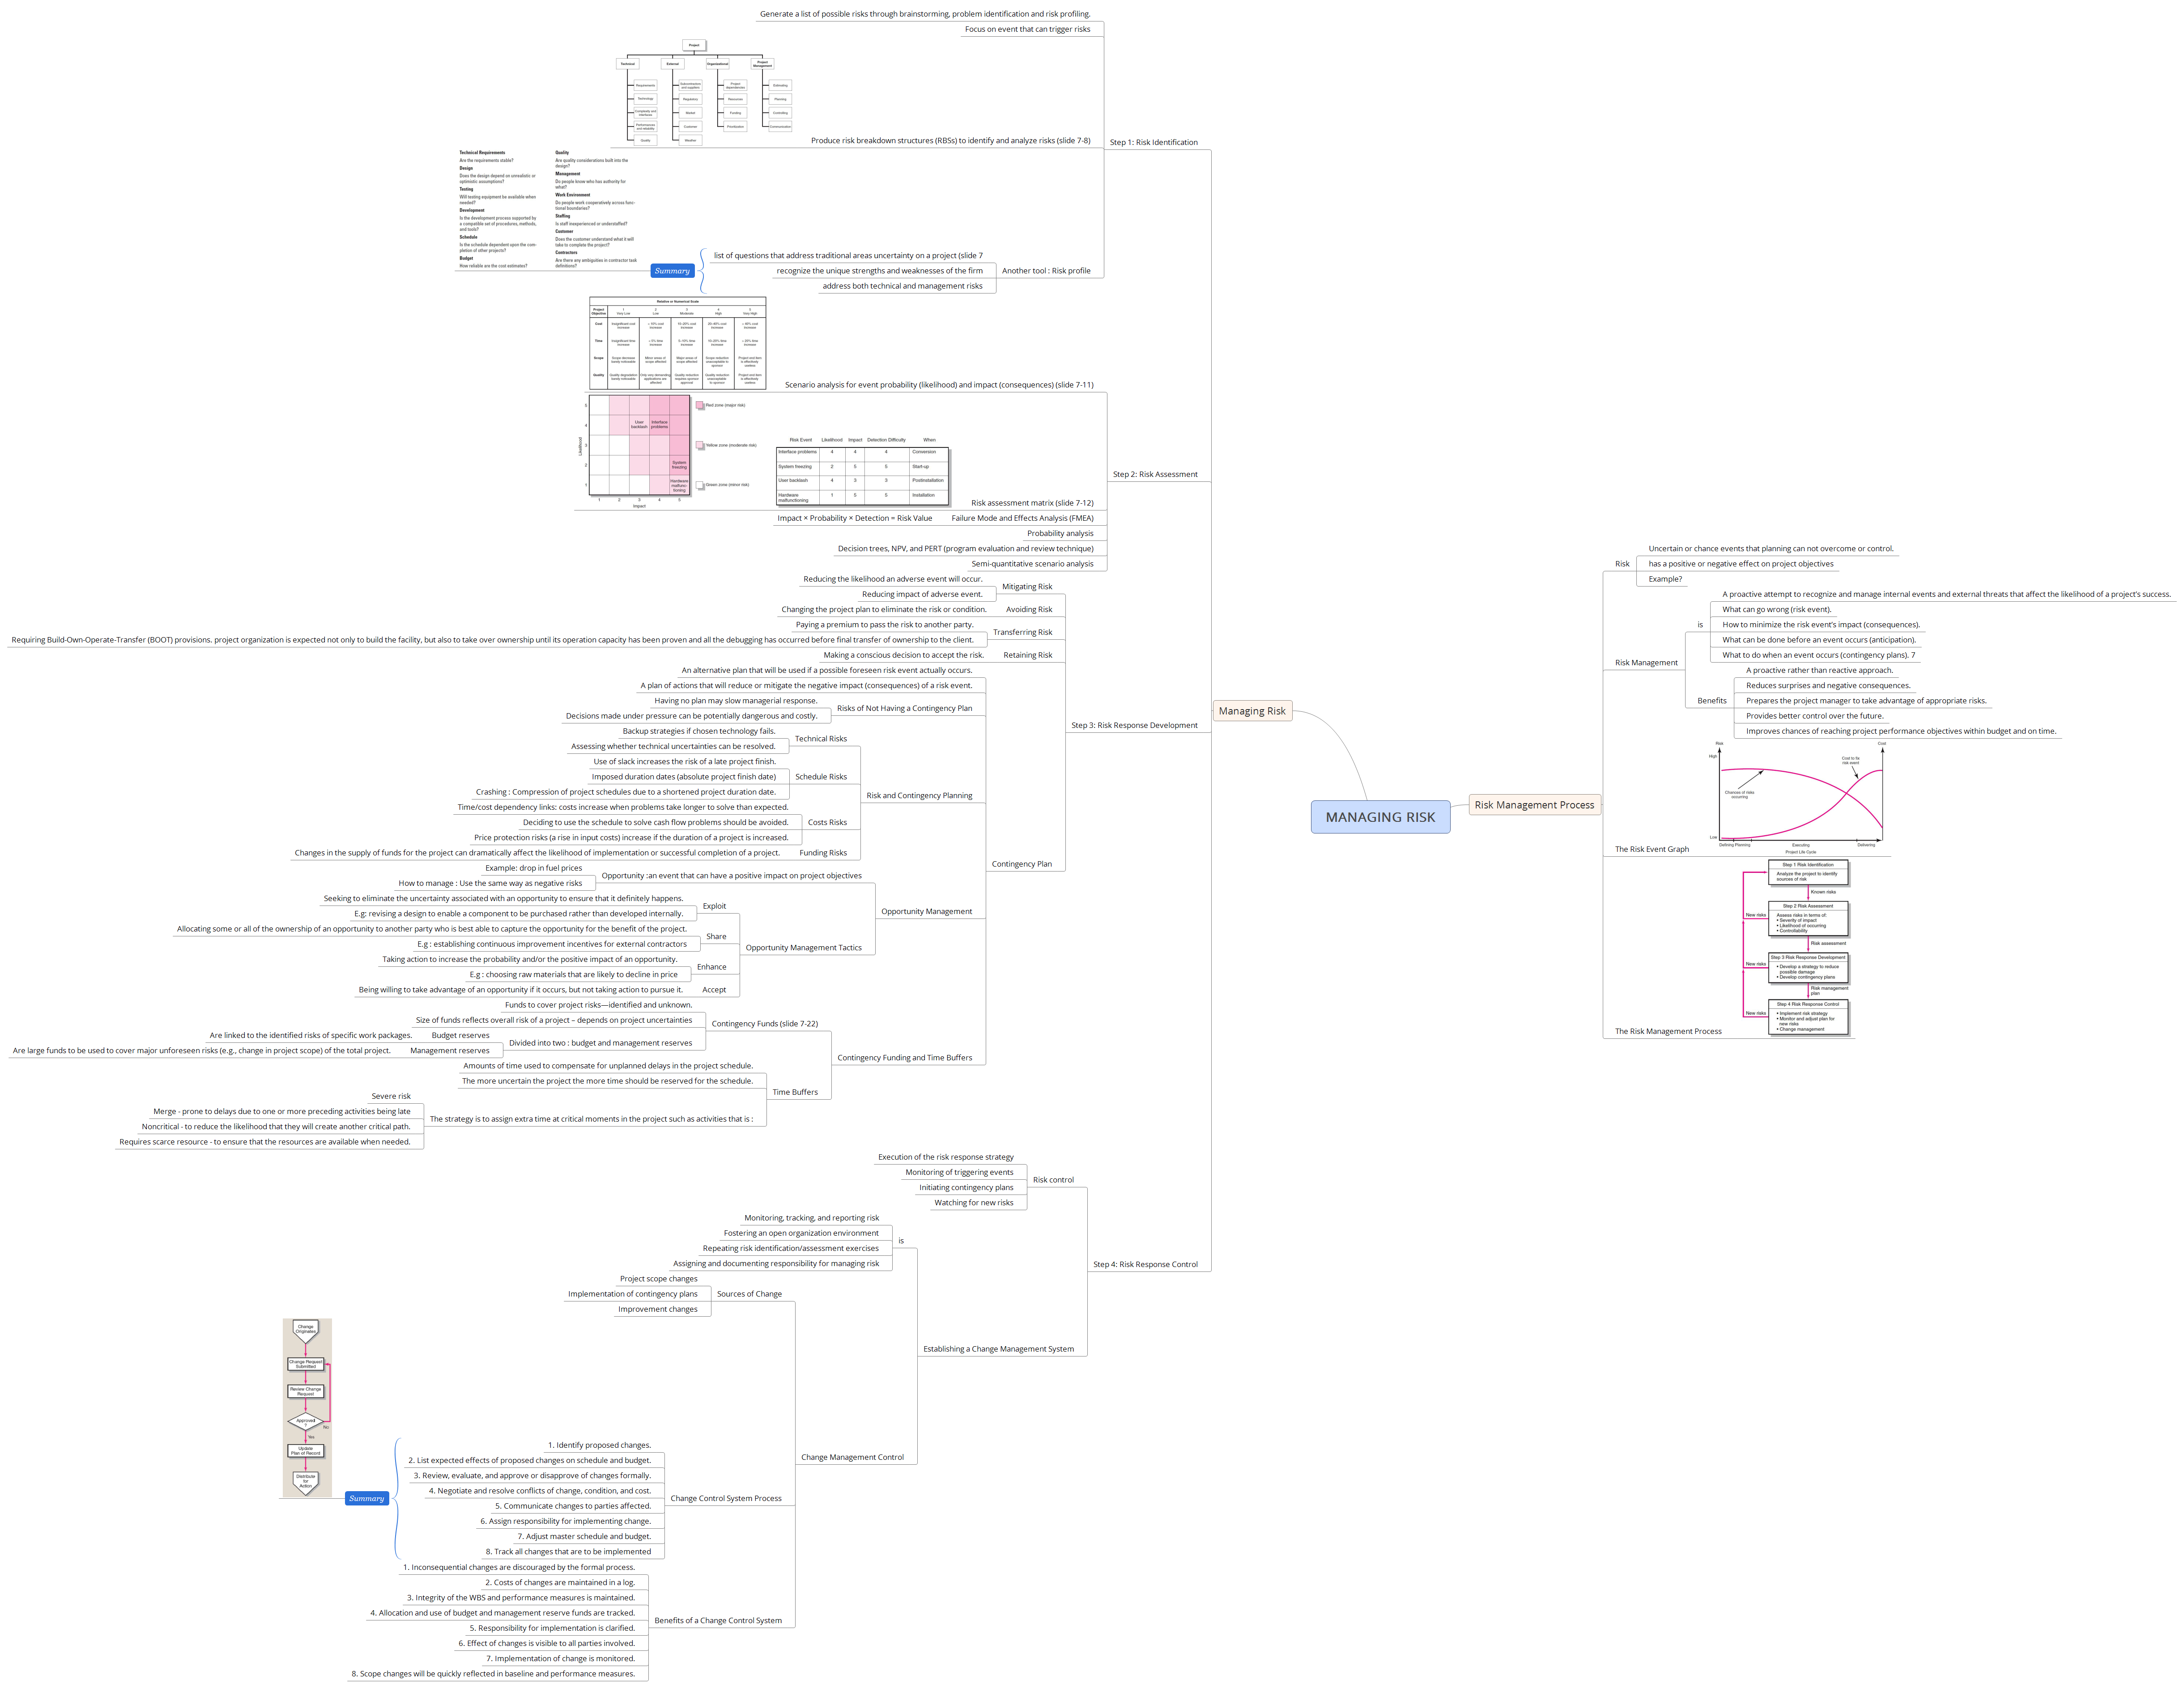 MANAGING RISK
Risk Management Process
Risk
Uncertain or chance events that planning can not overcome or control.
has a positive or negative effect on project objectives
Example?
Risk Management
is
A proactive attempt to recognize and manage internal events and external threats that affect the likelihood of a project's success.
What can go wrong (risk event).
How to minimize the risk event's impact (consequences).
What can be done before an event occurs (anticipation).
What to do when an event occurs (contingency plans). 7
Benefits
A proactive rather than reactive approach.
Reduces surprises and negative consequences.
Prepares the project manager to take advantage of appropriate risks.
Provides better control over the future.
Improves chances of reaching project performance objectives within budget and on time.
The Risk Event Graph
Risk
Cost
High
Cost to fix
risk event
Chances of risks
occurring
Low
Defining Planning
Executing
Delivering
Project Life Cycle
The Risk Management Process
Step 1 Risk Identification
Analyze the project to identify
sources of risk
Known risks
Step 2 Risk Assessment
Assess risks in terms of:
• Severity of impact
• Likelihood of occurring
• Controllability
New risks
Risk assessment
Step 3 Risk Response Development
• Develop a strategy to reduce
possible damage
• Develop contingency plans
New risks
Risk management
plan
Step 4 Risk Response Control
• Implement risk strategy
• Monitor and adjust plan for
new risks
• Change management
New risks
Managing Risk
Step 1: Risk Identification
Generate a list of possible risks through brainstorming, problem identification and risk profiling.
Focus on event that can trigger risks
Produce risk breakdown structures (RBSs) to identify and analyze risks (slide 7-8)
Project
Technical
External
Organizational
Project
Management
Requirements
Technology
Complexity and
interfaces
Performances
and reliability
Quality
Subcontractors
and suppliers
Regulatory
Market
Customer
Weather
Project
dependencies
Resources
Funding
Prioritization
Estimating
Planning
Controlling
Communication
Another tool : Risk profile
list of questions that address traditional areas uncertainty on a project (slide 7
recognize the unique strengths and weaknesses of the firm
address both technical and management risks
Summary
Technical Requirements
Are the requirements stable?
Design
Does the design depend on unrealistic or
optimistic assumptions?
Testing
Will testing equipment be available when
needed?
Development
Is the development process supported by
a compatible set of procedures, methods,
and tools?
Schedule
Is the schedule dependent upon the com-
pletion of other projects?
Budget
How reliable are the cost estimates?
Quality
Are quality considerations built into the
design?
Management
Do people know who has authority for
what?
Work Environment
Do people work cooperatively across func-
tional boundaries?
Staffing
Is staff inexperienced or understaffed?
Customer
Does the customer understand what it will
take to complete the project?
Contractors
Are there any ambiguities in contractor task
definitions?
Step 2: Risk Assessment
Scenario analysis for event probability (likelihood) and impact (consequences) (slide 7-11)
Relative or Numerical Scale
Project
Objective
1
Very Low
2
Low
3
Moderate
4
High
5
Very High
Cost
Insignificant cost
increase
< 10% cost
increase
10–20% cost
increase
20–40% cost
increase
> 40% cost
increase
Time
Insignificant time
increase
< 5% time
increase
5–10% time
increase
10–20% time
increase
> 20% time
increase
Scope
Scope decrease
barely noticeable
Minor areas of
scope affected
Major areas of
scope affected
Scope reduction
unacceptable to
sponsor
Project end item
is effectively
useless
Quality
Quality degradation
barely noticeable
Only very demanding
applications are
affected
Quality reduction
requires sponsor
approval
Quality reduction
unacceptable
to sponsor
Project end item
is effectively
useless
Risk assessment matrix (slide 7-12)
Likelihood
5
4
3
2
1
User
backlash
Interface
problems
System
freezing
Hardware
malfunc-
tioning
1 2 3 4 5
Impact
Red zone (major risk)
Yellow zone (moderate risk)
Green zone (minor risk)
Risk Event Likelihood Impact Detection Difficulty When
Interface problems 4 4 4 Conversion
System freezing 2 5 5 Start-up
User backlash 4 3 3 Postinstallation
Hardware
malfunctioning 1 5 5 Installation
Failure Mode and Effects Analysis (FMEA)
Impact × Probability × Detection = Risk Value
Probability analysis
Decision trees, NPV, and PERT (program evaluation and review technique)
Semi-quantitative scenario analysis
Step 3: Risk Response Development
Mitigating Risk
Reducing the likelihood an adverse event will occur.
Reducing impact of adverse event.
Avoiding Risk
Changing the project plan to eliminate the risk or condition.
Transferring Risk
Paying a premium to pass the risk to another party.
Requiring Build-Own-Operate-Transfer (BOOT) provisions. project organization is expected not only to build the facility, but also to take over ownership until its operation capacity has been proven and all the debugging has occurred before final transfer of ownership to the client.
Retaining Risk
Making a conscious decision to accept the risk.
Contingency Plan
An alternative plan that will be used if a possible foreseen risk event actually occurs.
A plan of actions that will reduce or mitigate the negative impact (consequences) of a risk event.
Risks of Not Having a Contingency Plan
Having no plan may slow managerial response.
Decisions made under pressure can be potentially dangerous and costly.
Risk and Contingency Planning
Technical Risks
Backup strategies if chosen technology fails.
Assessing whether technical uncertainties can be resolved.
Schedule Risks
Use of slack increases the risk of a late project finish.
Imposed duration dates (absolute project finish date)
Crashing : Compression of project schedules due to a shortened project duration date.
Costs Risks
Time/cost dependency links: costs increase when problems take longer to solve than expected.
Deciding to use the schedule to solve cash flow problems should be avoided.
Price protection risks (a rise in input costs) increase if the duration of a project is increased.
Funding Risks
Changes in the supply of funds for the project can dramatically affect the likelihood of implementation or successful completion of a project.
Opportunity Management
Opportunity :an event that can have a positive impact on project objectives
Example: drop in fuel prices
How to manage : Use the same way as negative risks
Opportunity Management Tactics
Exploit
Seeking to eliminate the uncertainty associated with an opportunity to ensure that it definitely happens.
E.g: revising a design to enable a component to be purchased rather than developed internally.
Share
Allocating some or all of the ownership of an opportunity to another party who is best able to capture the opportunity for the benefit of the project.
E.g : establishing continuous improvement incentives for external contractors
Enhance
Taking action to increase the probability and/or the positive impact of an opportunity.
E.g : choosing raw materials that are likely to decline in price
Accept
Being willing to take advantage of an opportunity if it occurs, but not taking action to pursue it.
Contingency Funding and Time Buffers
Contingency Funds (slide 7-22)
Funds to cover project risks—identified and unknown.
Size of funds reflects overall risk of a project – depends on project uncertainties
Divided into two : budget and management reserves
Budget reserves
Are linked to the identified risks of specific work packages.
Management reserves
Are large funds to be used to cover major unforeseen risks (e.g., change in project scope) of the total project.
Time Buffers
Amounts of time used to compensate for unplanned delays in the project schedule.
The more uncertain the project the more time should be reserved for the schedule.
The strategy is to assign extra time at critical moments in the project such as activities that is :
Severe risk
Merge - prone to delays due to one or more preceding activities being late
Noncritical - to reduce the likelihood that they will create another critical path.
Requires scarce resource - to ensure that the resources are available when needed.
Step 4: Risk Response Control
Risk control
Execution of the risk response strategy
Monitoring of triggering events
Initiating contingency plans
Watching for new risks
Establishing a Change Management System
is
Monitoring, tracking, and reporting risk
Fostering an open organization environment
Repeating risk identification/assessment exercises
Assigning and documenting responsibility for managing risk
Change Management Control
Sources of Change
Project scope changes
Implementation of contingency plans
Improvement changes
Change Control System Process
1. Identify proposed changes.
2. List expected effects of proposed changes on schedule and budget.
3. Review, evaluate, and approve or disapprove of changes formally.
4. Negotiate and resolve conflicts of change, condition, and cost.
5. Communicate changes to parties affected.
6. Assign responsibility for implementing change.
7. Adjust master schedule and budget.
8. Track all changes that are to be implemented
Summary
Change
Originates
Change Request
Submitted
Review Change
Request
Approved
?
No
Yes
Update
Plan of Record
Distribute
for
Action
Benefits of a Change Control System
1. Inconsequential changes are discouraged by the formal process.
2. Costs of changes are maintained in a log.
3. Integrity of the WBS and performance measures is maintained.
4. Allocation and use of budget and management reserve funds are tracked.
5. Responsibility for implementation is clarified.
6. Effect of changes is visible to all parties involved.
7. Implementation of change is monitored.
8. Scope changes will be quickly reflected in baseline and performance measures.